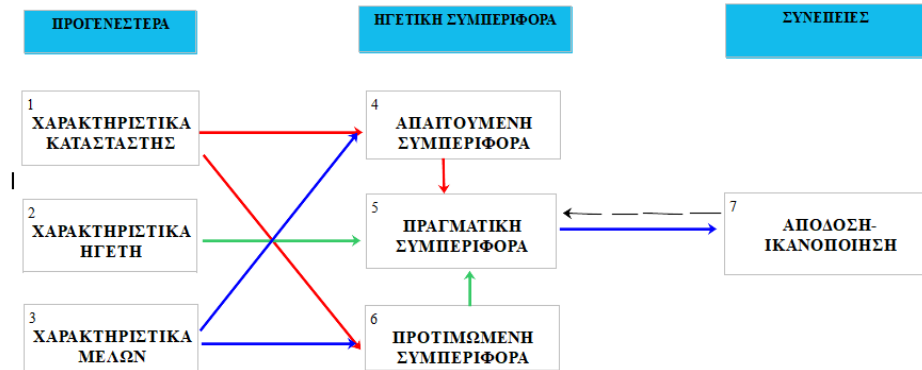 ΠΡΟΓΕΝΕΣΤΕΡΑ
ΗΓΕΤΙΚΗ ΣΥΜΠΕΡΙΦΟΡΑ
ΣΥΝΕΠΕΙΕΣ
1
ΧΑΡΑΚΤΗΡΙΣΤΙΚΑ
ΚΑΤΑΣΤΑΣΤΗΣ
4
ΑΠΑΙΤΟΥΜΕΝΗ
ΣΥΜΠΕΡΙΦΟΡΑ
2
ΧΑΡΑΚΤΗΡΙΣΤΙΚΑ
ΗΓΕΤΗ
5
ΠΡΑΓΜΑΤΙΚΗ
ΣΥΜΠΕΡΙΦΟΡΑ
7
ΑΠΟΔΟΣΗ-
ΙΚΑΝΟΠΟΙΗΣΗ
3
ΧΑΡΑΚΤΗΡΙΣΤΙΚΑ
ΜΕΛΩΝ
6
ΠΡΟΤΙΜΩΜΕΝΗ
ΣΥΜΠΕΡΙΦΟΡΑ